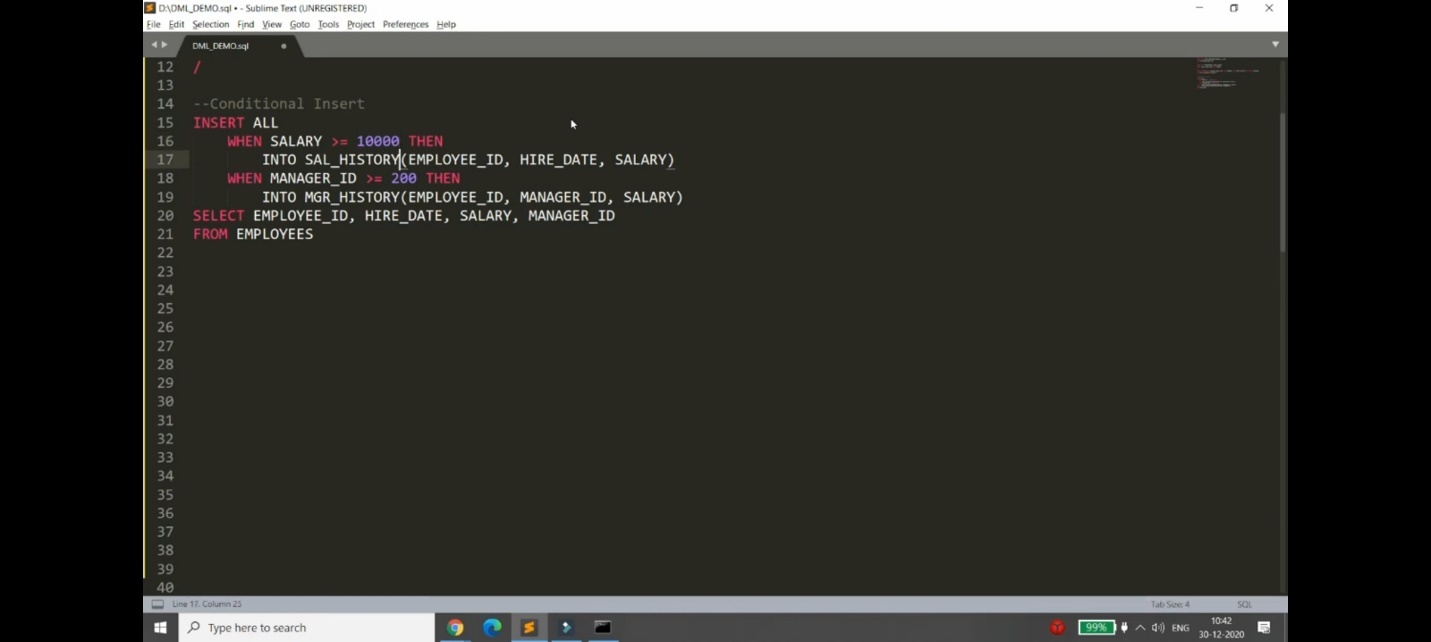 D:\DML_DEMO.sql • - Sublime Text (UNREGISTERED)
File Edit Selection Find View Goto Tools Project Preferences Help
DML_DEMO.sql
12 /
13
14 --Conditional Insert
15 INSERT ALL
16 WHEN SALARY >= 10000 THEN
17 INTO SAL_HISTORY(EMPLOYEE_ID, HIRE_DATE, SALARY)
18 WHEN MANAGER_ID >= 200 THEN
19 INTO MGR_HISTORY(EMPLOYEE_ID, MANAGER_ID, SALARY)
20 SELECT EMPLOYEE_ID, HIRE_DATE, SALARY, MANAGER_ID
21 FROM EMPLOYEES
22
23
24
25
26
27
28
29
30
31
32
33
34
35
36
37
38
39
40
Line 17, Column 25 Tab Size: 4 SQL
Type here to search 99% ENG 10:42
30-12-2020